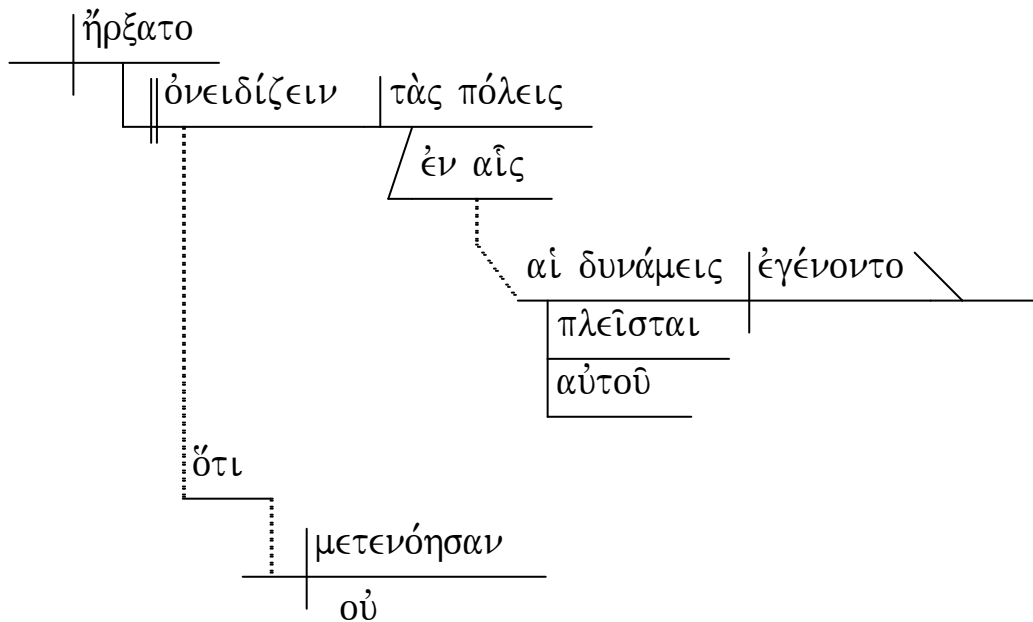 ἤρξατο
ὀνειδίζειν τὰς πόλεις
ἐν αἷς
αἱ δυνάμεις ἐγένοντο
πλεῖσται
αὐτοῦ
ὅτι
μετενόησαν
οὐ